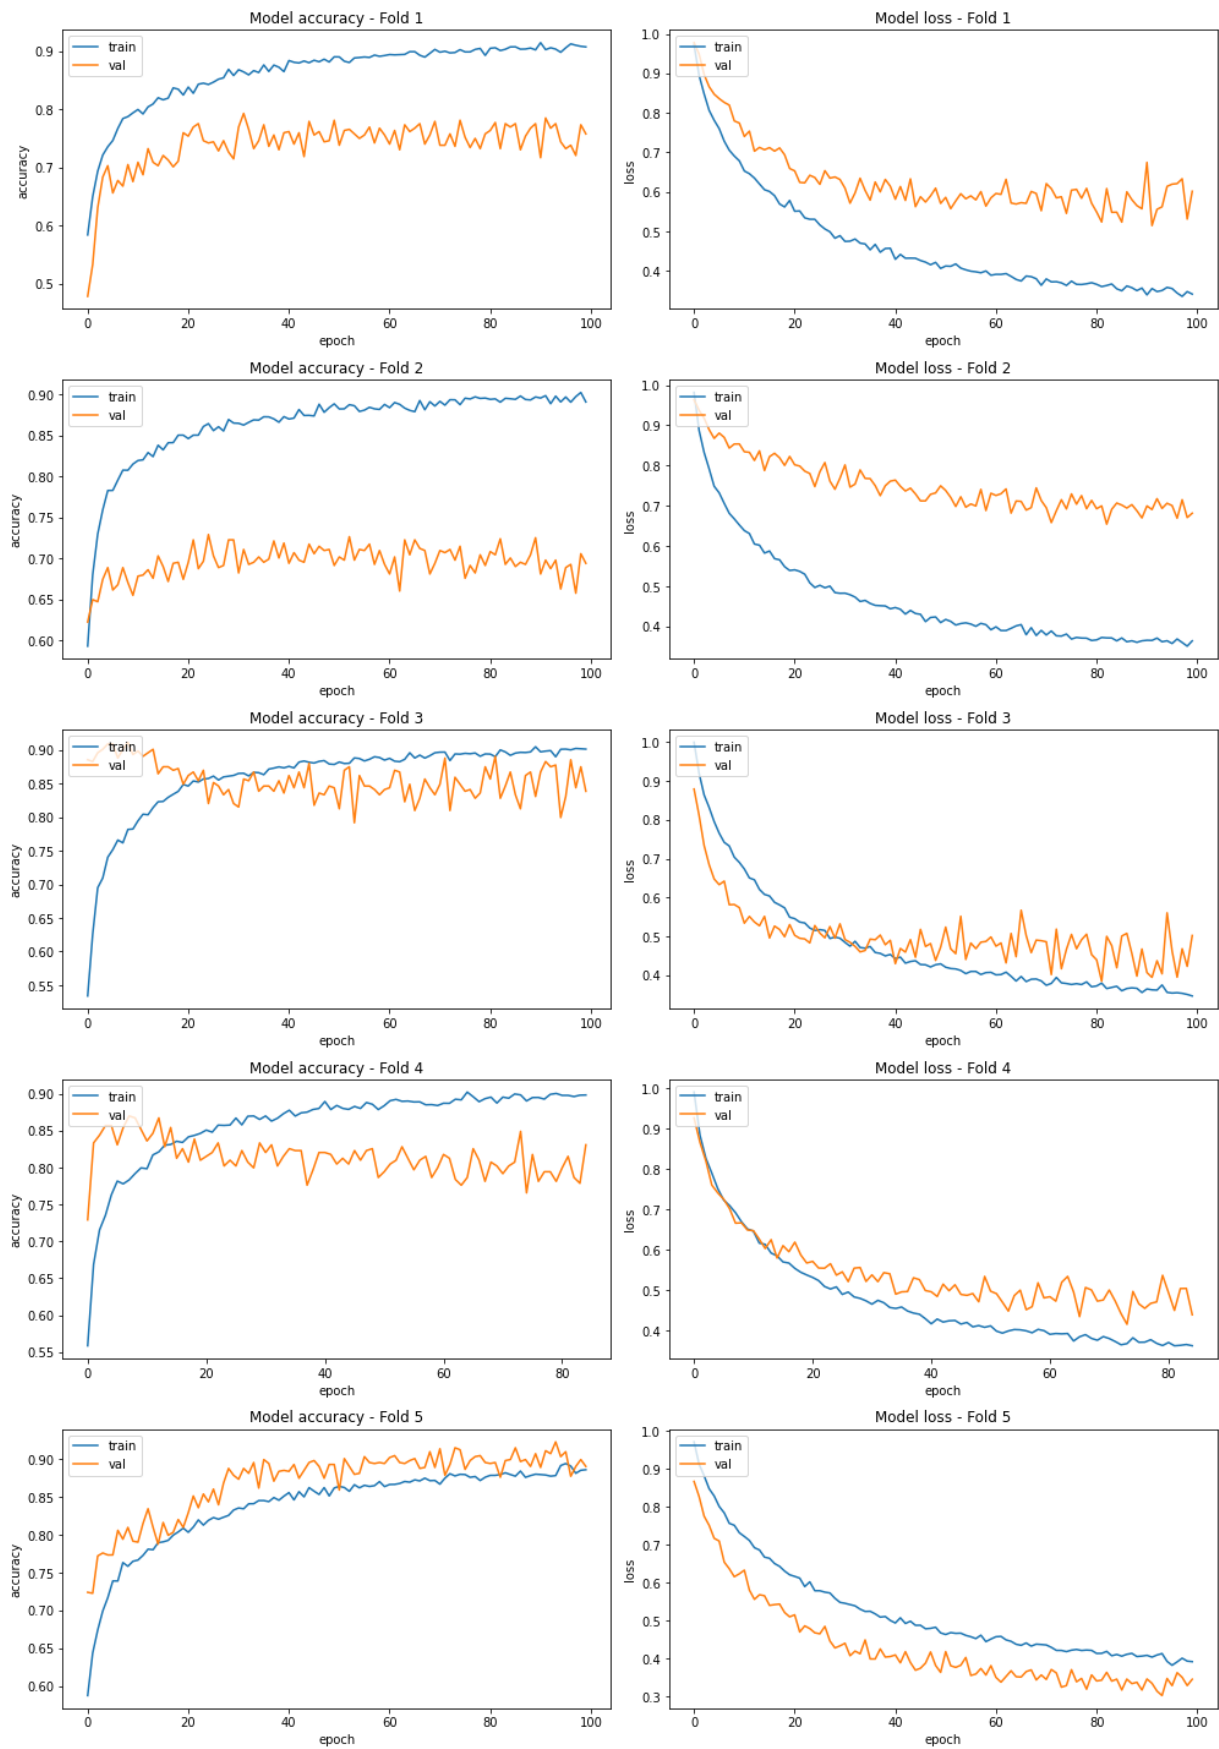 Model accuracy - Fold 1
train
val
0.9
0.8
0.7
0.6
0.5
accuracy
0 20 40 60 80 100
epoch
Model loss - Fold 1
train
val
1.0
0.9
0.8
0.7
0.6
0.5
0.4
loss
0 20 40 60 80 100
epoch
Model accuracy - Fold 2
train
val
0.90
0.85
0.80
0.75
0.70
0.65
0.60
accuracy
0 20 40 60 80 100
epoch
Model loss - Fold 2
train
val
1.0
0.9
0.8
0.7
0.6
0.5
0.4
loss
0 20 40 60 80 100
epoch
Model accuracy - Fold 3
train
val
0.90
0.85
0.80
0.75
0.70
0.65
0.60
0.55
accuracy
0 20 40 60 80 100
epoch
Model loss - Fold 3
train
val
1.0
0.9
0.8
0.7
0.6
0.5
0.4
loss
0 20 40 60 80 100
epoch
Model accuracy - Fold 4
train
val
0.90
0.85
0.80
0.75
0.70
0.65
0.60
0.55
accuracy
0 20 40 60 80
epoch
Model loss - Fold 4
train
val
1.0
0.9
0.8
0.7
0.6
0.5
0.4
loss
0 20 40 60 80
epoch
Model accuracy - Fold 5
train
val
0.90
0.85
0.80
0.75
0.70
0.65
0.60
accuracy
0 20 40 60 80 100
epoch
Model loss - Fold 5
train
val
1.0
0.9
0.8
0.7
0.6
0.5
0.4
0.3
loss
0 20 40 60 80 100
epoch